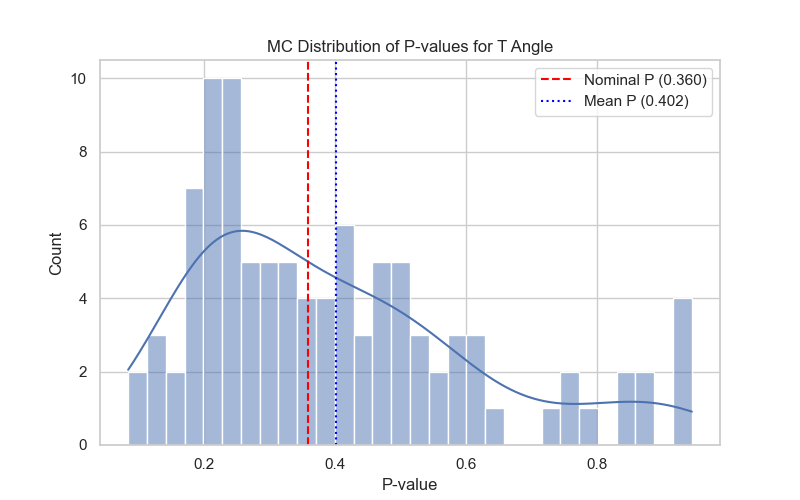 MC Distribution of P-values for T Angle
Nominal P (0.360)
Mean P (0.402)
Count
10
8
6
4
2
0
0.2 0.4 0.6 0.8
P-value